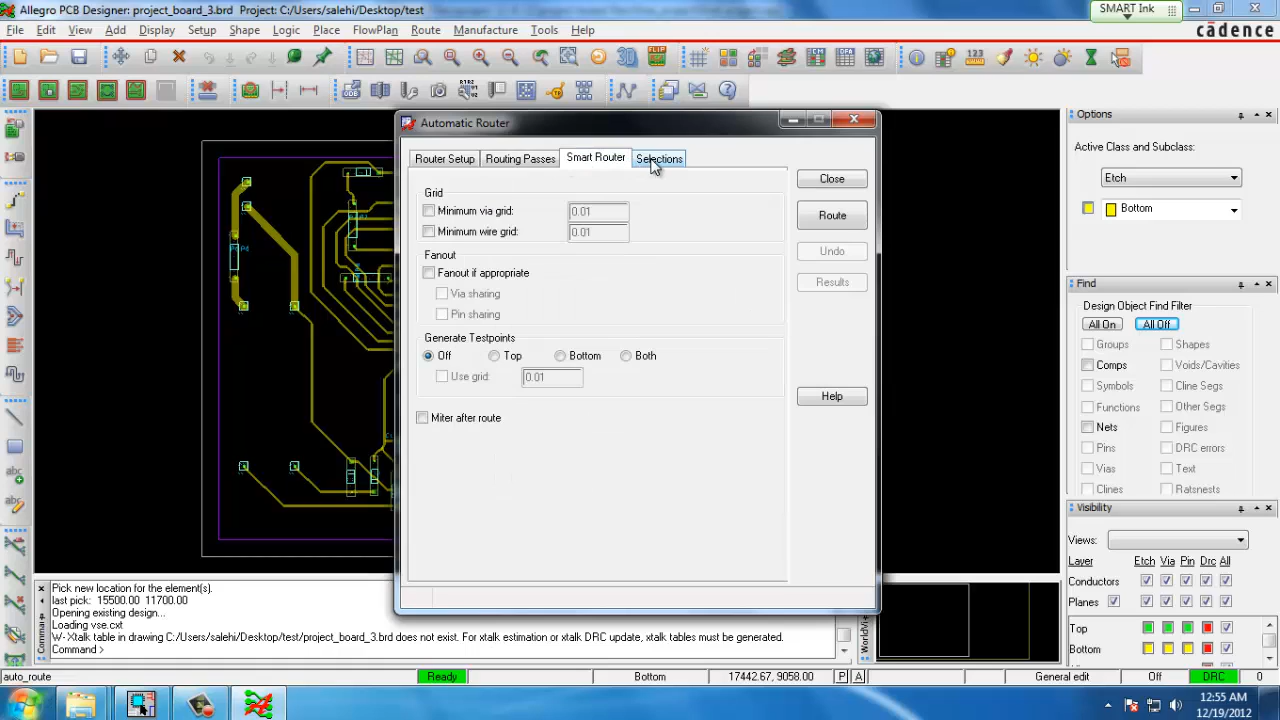 Allegro PCB Designer: project_board_3.brd Project: C:/Users/salehi/Desktop/test
SMART Ink
File Edit View Add Display Setup Shape Logic Place FlowPlan Route Manufacture Tools Help
cādence
Automatic Router
Router Setup Routing Passes Smart Router Selections
Grid
Minimum via grid: 0.01
Minimum wire grid: 0.01
Fanout
Fanout if appropriate
Via sharing
Pin sharing
Generate Testpoints
Off Top Bottom Both
Use grid: 0.01
Miter after route
Close
Route
Undo
Results
Help
Options
Active Class and Subclass:
Etch
Bottom
Find
Design Object Find Filter
All On All Off
Groups Shapes
Comps Voids/Cavities
Symbols Cline Segs
Functions Other Segs
Nets Figures
Pins DRC errors
Vias Text
Clines Ratsnests
Visibility
Views:
Layer Etch Via Pin Drc All
Conductors
Planes
Top
Bottom
Pick new location for the element(s).
last pick: 15500.00 11700.00
Opening existing design...
Loading vse.cxt
W- Xtalk table in drawing C:/Users/salehi/Desktop/test/project_board_3.brd does not exist. For xtalk estimation or xtalk DRC update, xtalk tables must be generated.
Command >
auto_route Ready Bottom 17442.67, 9058.00 P A General edit Off DRC 0
12:55 AM
12/19/2012